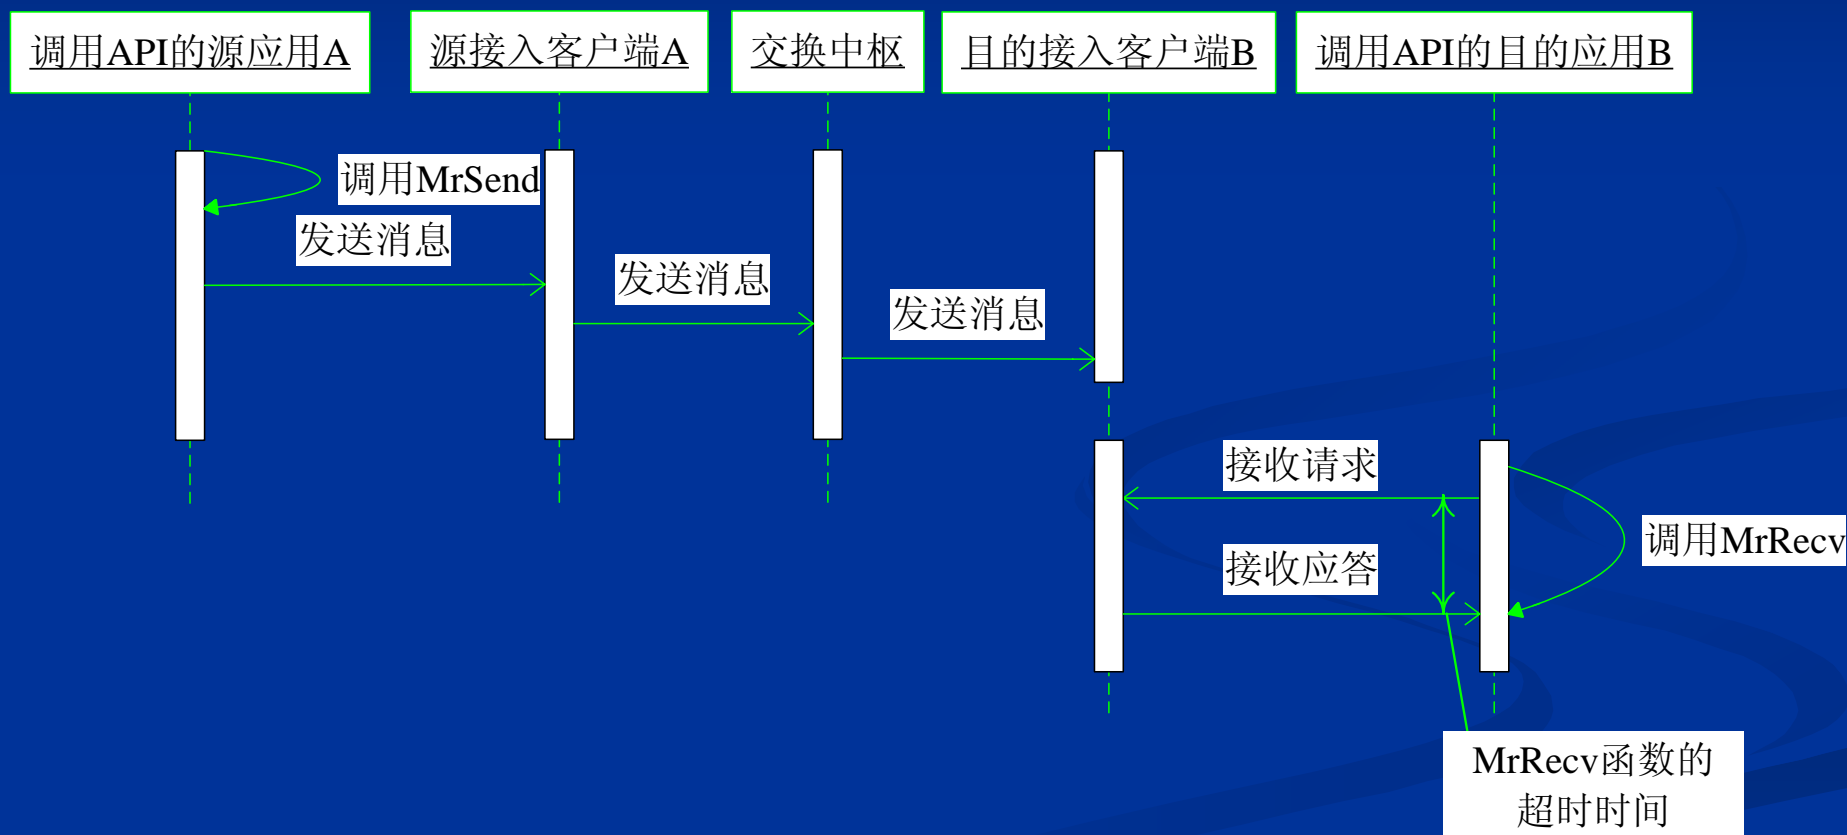 调用API的源应用A
源接入客户端A
交换中枢
目的接入客户端B
调用API的目的应用B
调用MrSend
发送消息
发送消息
发送消息
接收请求
调用MrRecv
接收应答
MrRecv函数的
超时时间